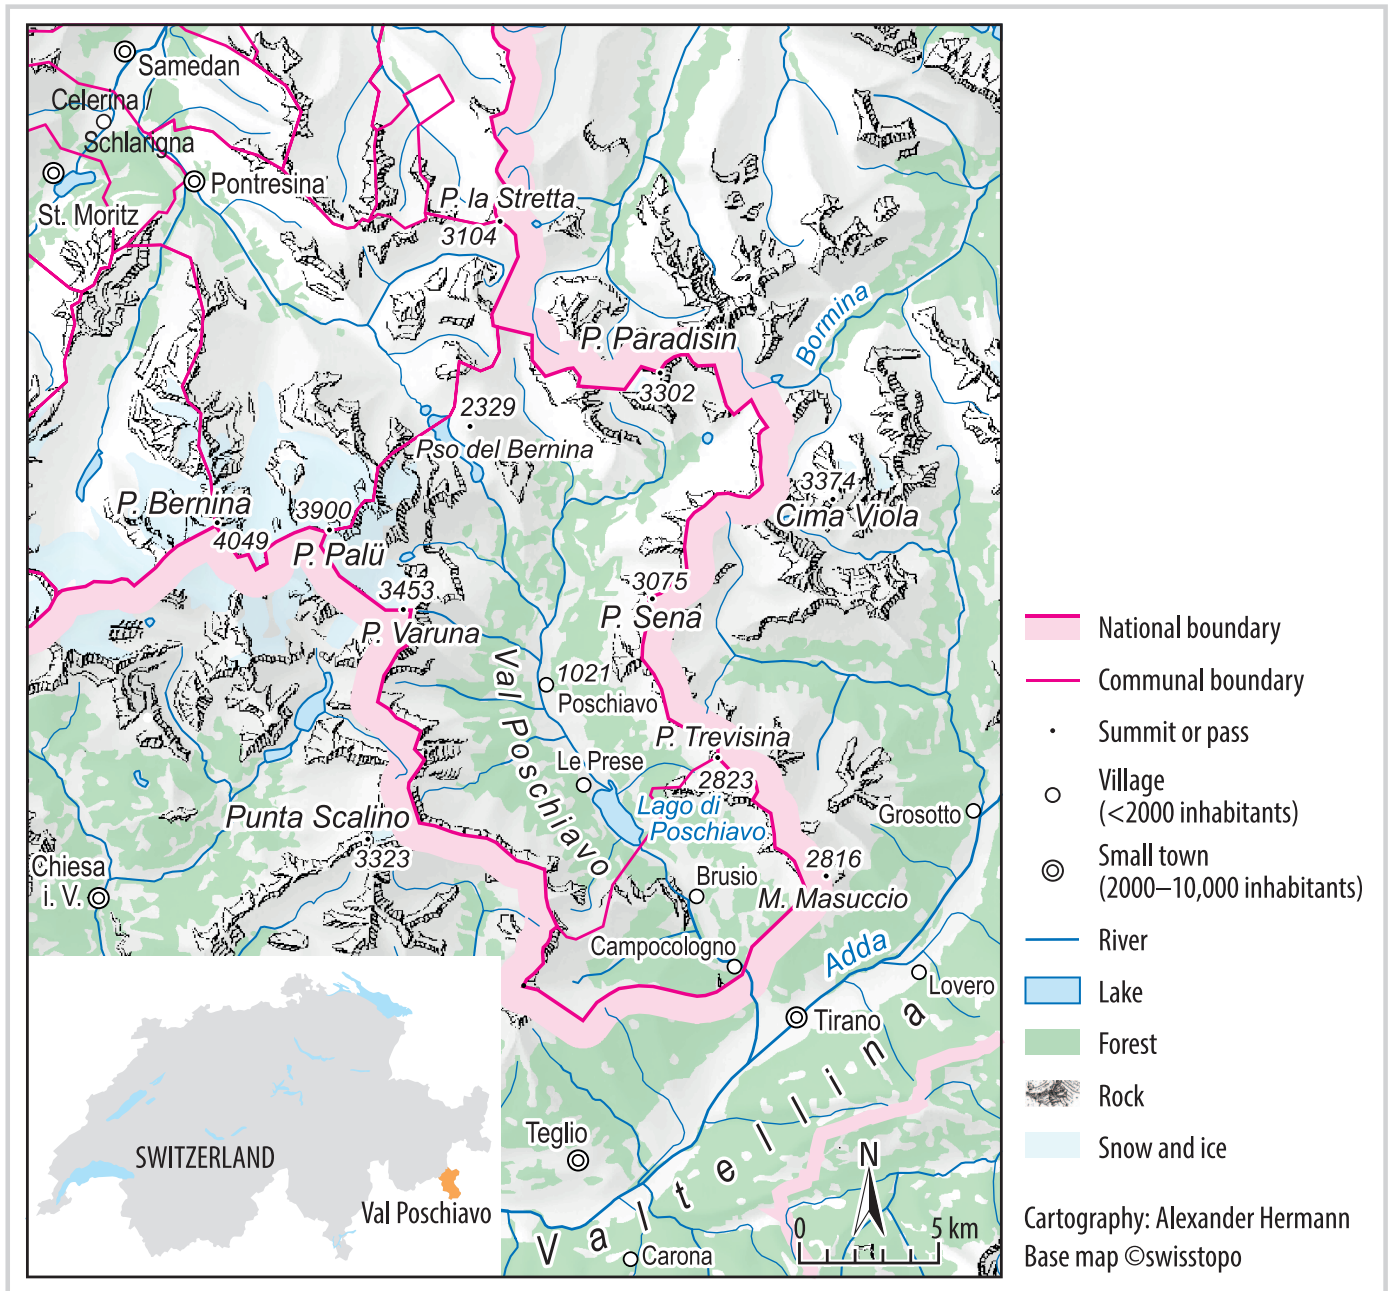 Samedan
Celerina /
Schlarigna
Pontresina
St. Moritz
P. la Stretta
3104
Bormina
P. Paradisin
3302
2329
Pso del Bernina
3374
Cima Viola
P. Bernina
4049
3900
P. Palü
3453
P. Varuna
3075
P. Sena
Val Poschiavo
1021
Poschiavo
P. Trevisina
2823
Le Prese
Lago di
Poschiavo
Punta Scalino
3323
Chiesa
i. V.
Grosotto
2816
M. Masuccio
Brusio
Campocologno
Adda
Lovero
Tirano
Valtellina
Teglio
Carona
N
0 5 km
SWITZERLAND
Val Poschiavo
National boundary
Communal boundary
Summit or pass
Village
(<2000 inhabitants)
Small town
(2000–10,000 inhabitants)
River
Lake
Forest
Rock
Snow and ice
Cartography: Alexander Hermann
Base map ©swisstopo